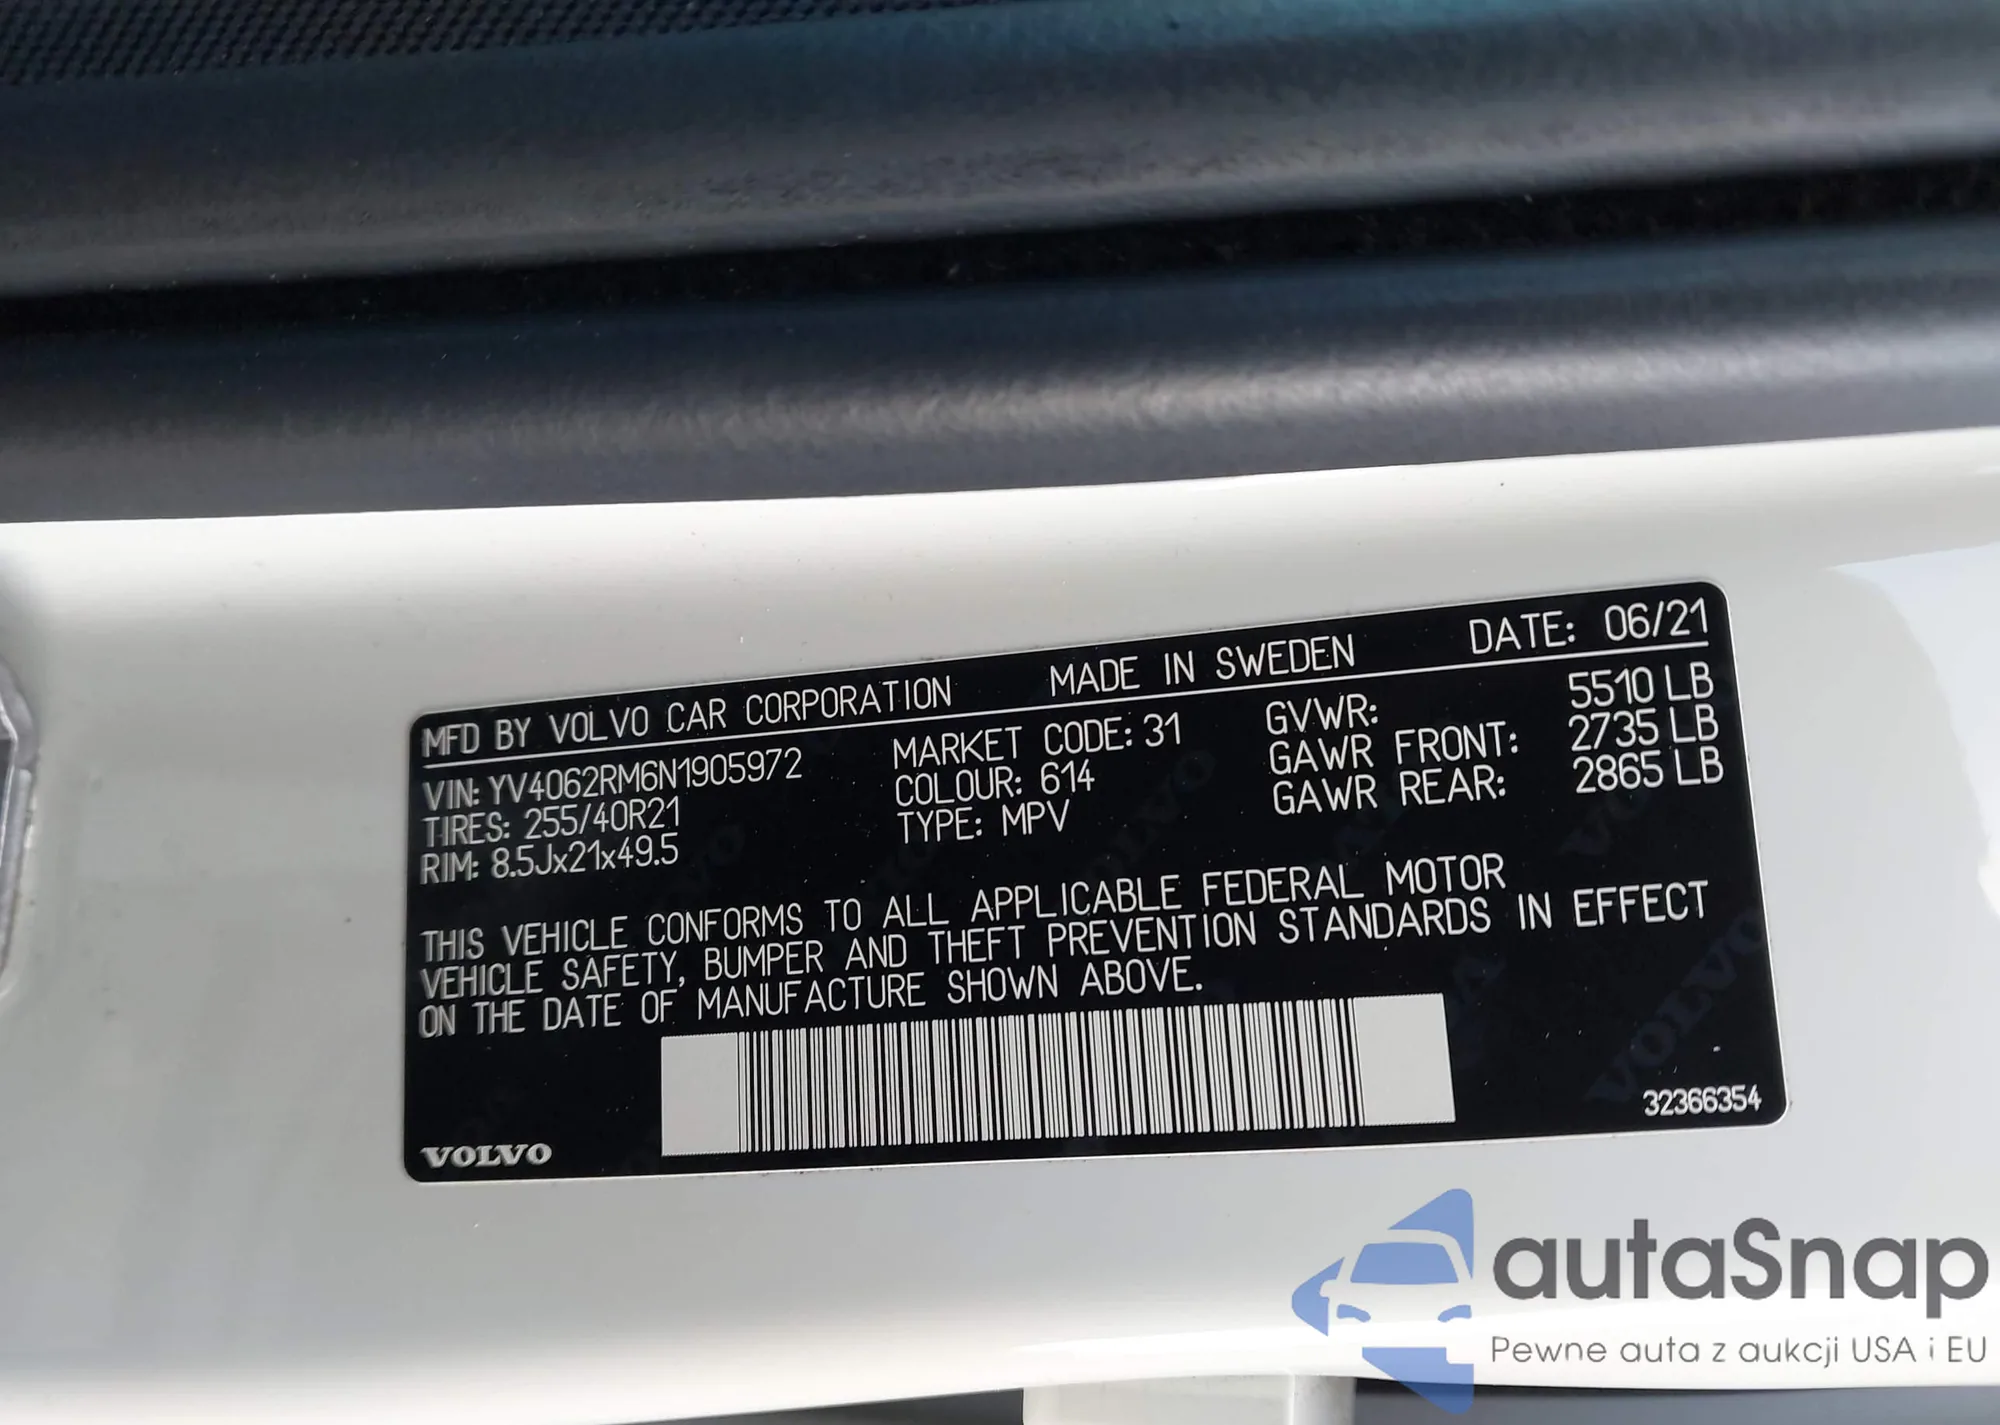 MFD BY VOLVO CAR CORPORATION MADE IN SWEDEN DATE: 06/21
VIN: YV4062RM6N1905972 MARKET CODE: 31 GVWR: 5510 LB
TIRES: 255/40R21 COLOUR: 614 GAWR FRONT: 2735 LB
RIM: 8.5Jx21x49.5 TYPE: MPV GAWR REAR: 2865 LB
THIS VEHICLE CONFORMS TO ALL APPLICABLE FEDERAL MOTOR
VEHICLE SAFETY, BUMPER AND THEFT PREVENTION STANDARDS IN EFFECT
ON THE DATE OF MANUFACTURE SHOWN ABOVE.
32366354
VOLVO
autaSnap
Pewne auta z aukcji USA i EU